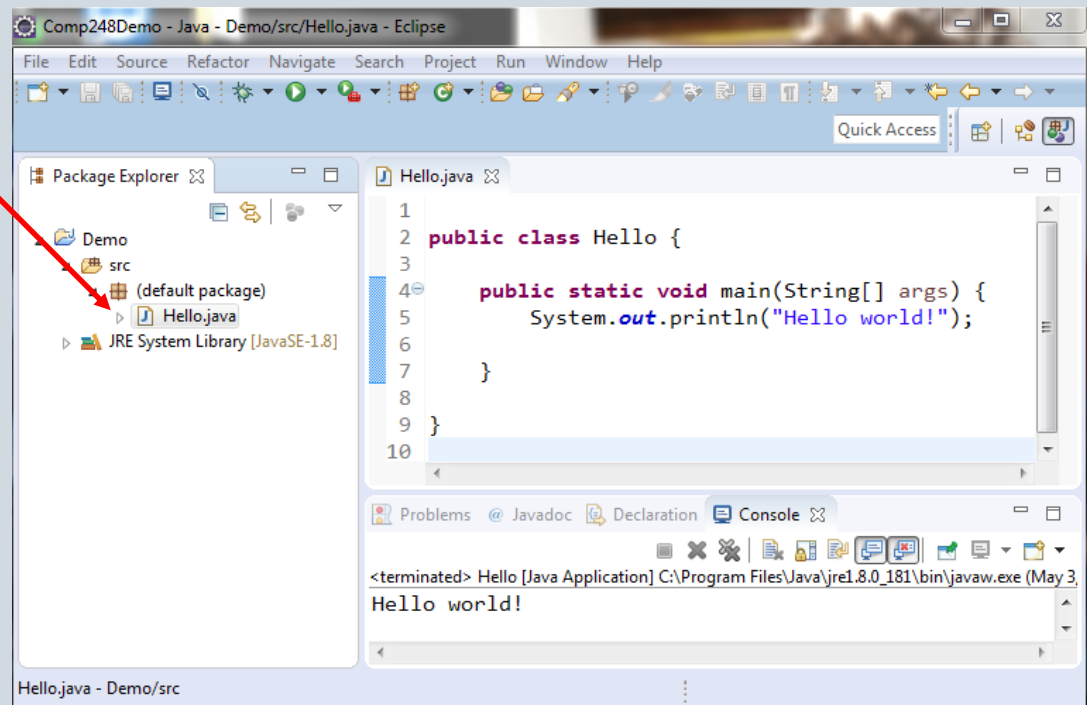 Comp248Demo - Java - Demo/src/Hello.java - Eclipse
File Edit Source Refactor Navigate Search Project Run Window Help
Quick Access
Package Explorer
Demo
src
(default package)
Hello.java
JRE System Library [JavaSE-1.8]
Hello.java
1
2 public class Hello {
3
4 public static void main(String[] args) {
5 System.out.println("Hello world!");
6
7 }
8
9 }
10
Problems @ Javadoc Declaration Console
<terminated> Hello [Java Application] C:\Program Files\Java\jre1.8.0_181\bin\javaw.exe (May 3,
Hello world!
Hello.java - Demo/src